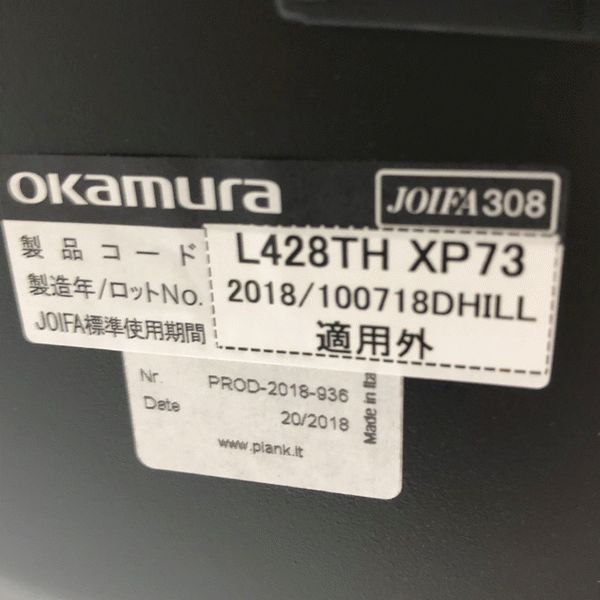 okamura
JOIFA308
製品コード L428TH XP73
製造年/ロットNo. 2018/100718DHILL
JOIFA標準使用期間 適用外
Nr. PROD-2018-936
Date 20/2018
www.plank.it
Made in Ita